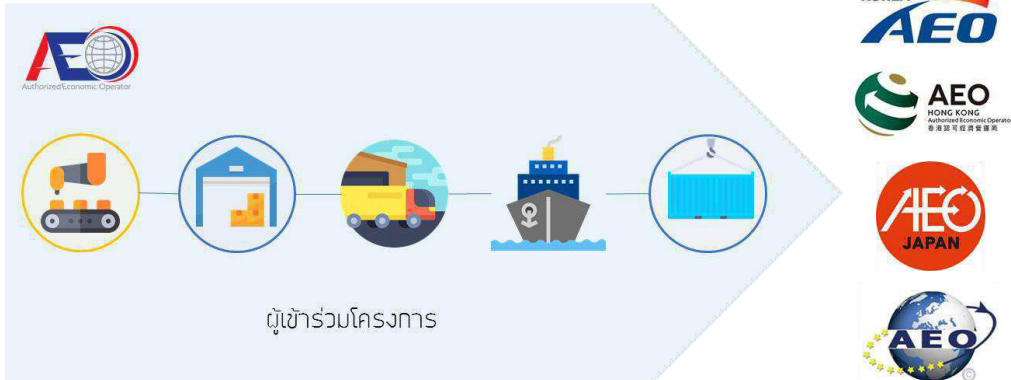 AEO
Authorized Economic Operator
ผู้เข้าร่วมโครงการ
AEO
AEO
HONG KONG
Authorized Economic Operator
香港認可經濟營運商
AEO
JAPAN
AEO